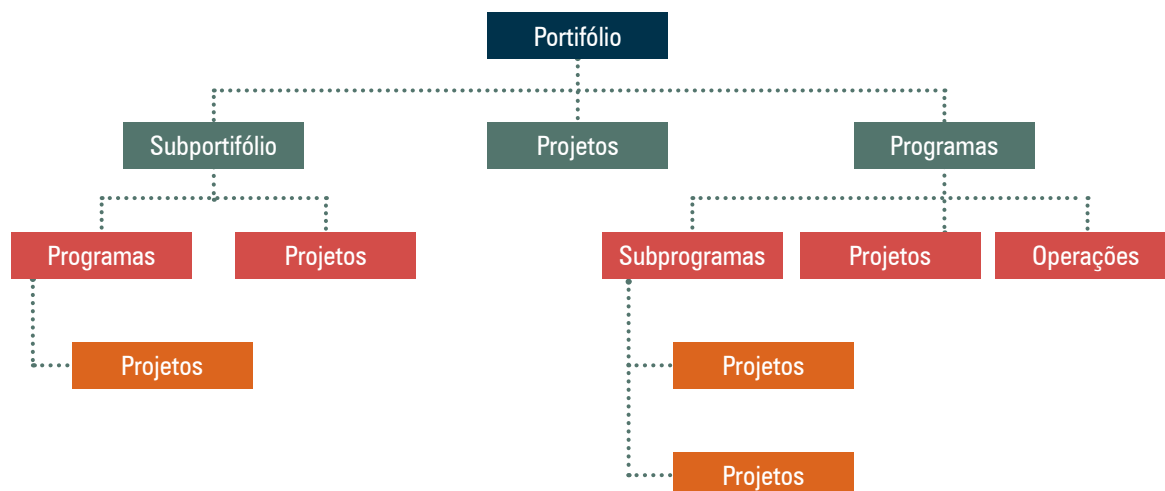 Portifólio
Subportifólio
Projetos
Programas
Programas
Projetos
Subprogramas
Projetos
Operações
Projetos
Projetos
Projetos